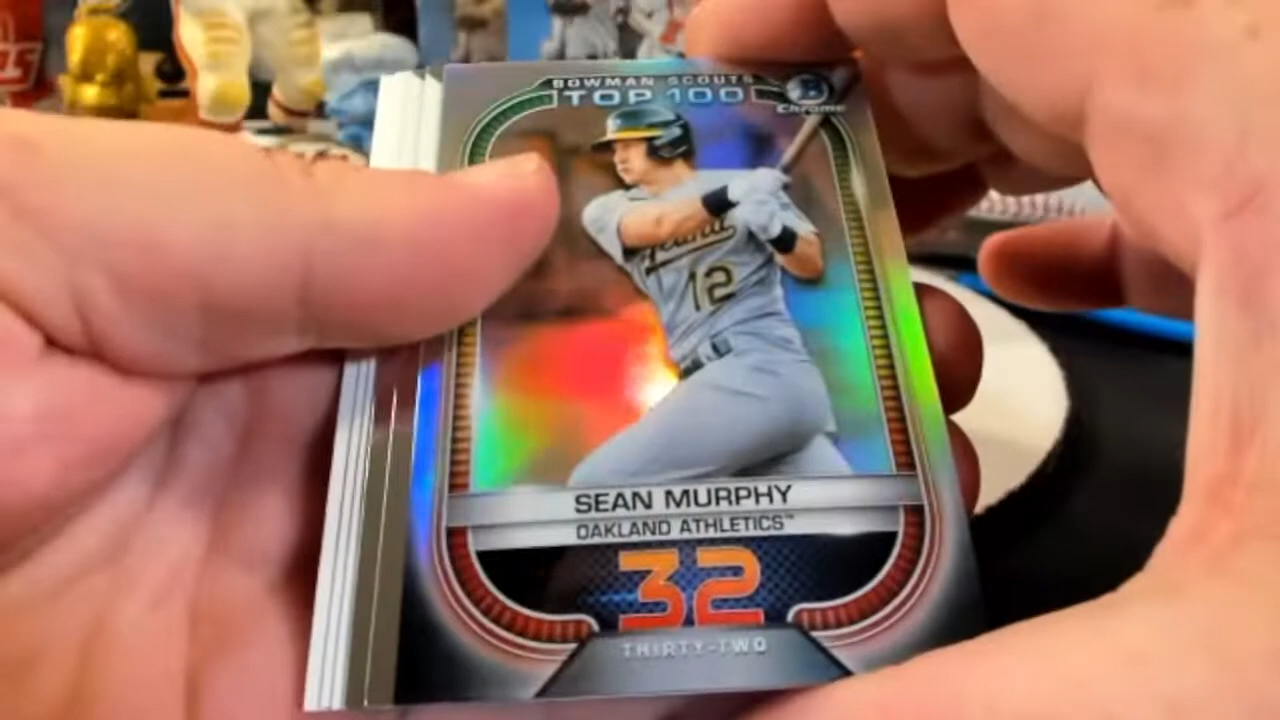 BOWMAN SCOUTS
TOP 100
B
Chrome
12
SEAN MURPHY
OAKLAND ATHLETICS™
32
THIRTY-TWO